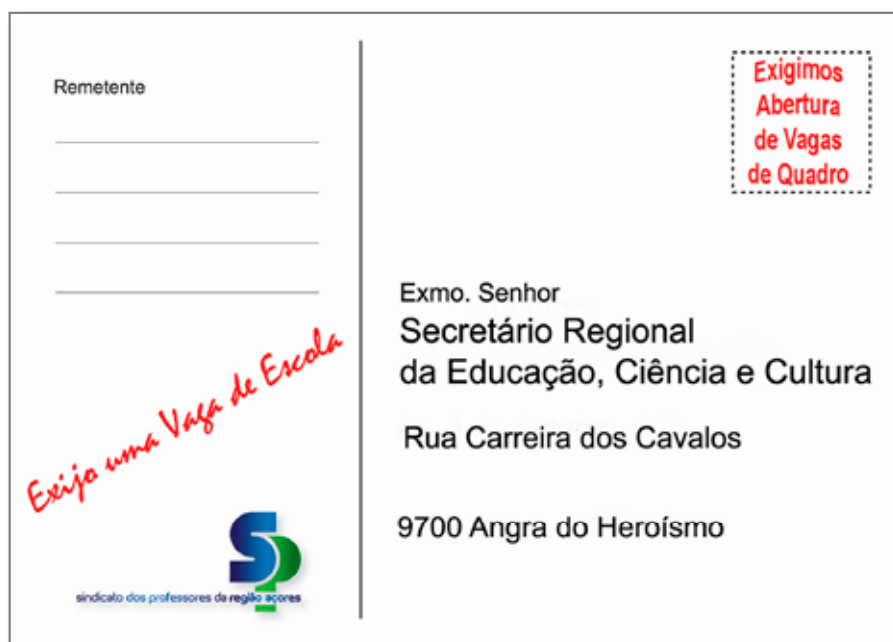 Remetente
Exijo uma Vaga de Escola
sindicato dos professores da região açores
Sp
Exigimos
Abertura
de Vagas
de Quadro
Exmo. Senhor
Secretário Regional
da Educação, Ciência e Cultura
Rua Carreira dos Cavalos
9700 Angra do Heroísmo